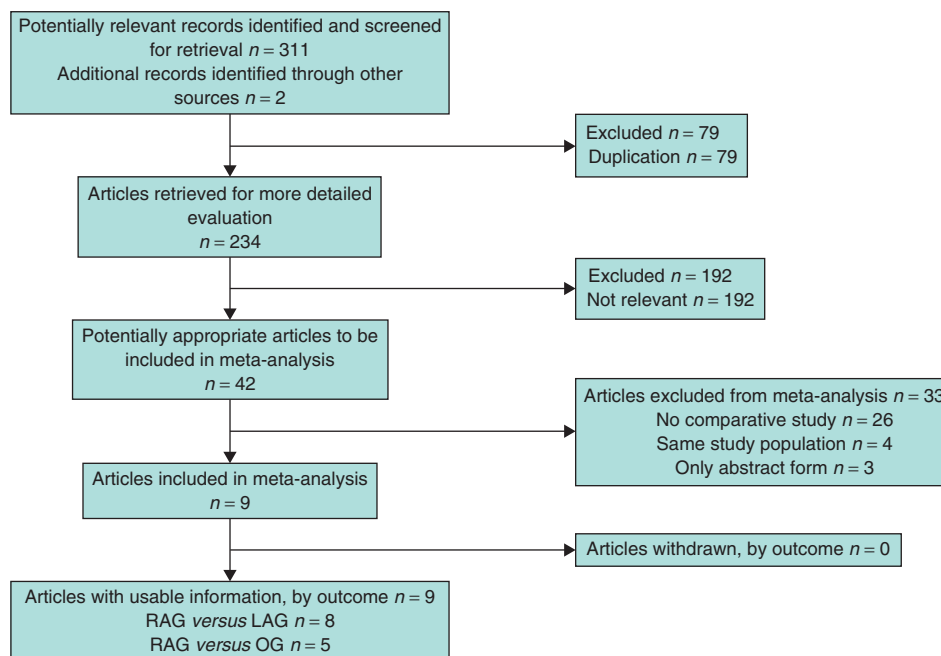 Potentially relevant records identified and screened
for retrieval n = 311
Additional records identified through other
sources n = 2
Excluded n = 79
Duplication n = 79
Articles retrieved for more detailed
evaluation
n = 234
Excluded n = 192
Not relevant n = 192
Potentially appropriate articles to be
included in meta-analysis
n = 42
Articles excluded from meta-analysis n = 33
No comparative study n = 26
Same study population n = 4
Only abstract form n = 3
Articles included in meta-analysis
n = 9
Articles withdrawn, by outcome n = 0
Articles with usable information, by outcome n = 9
RAG versus LAG n = 8
RAG versus OG n = 5